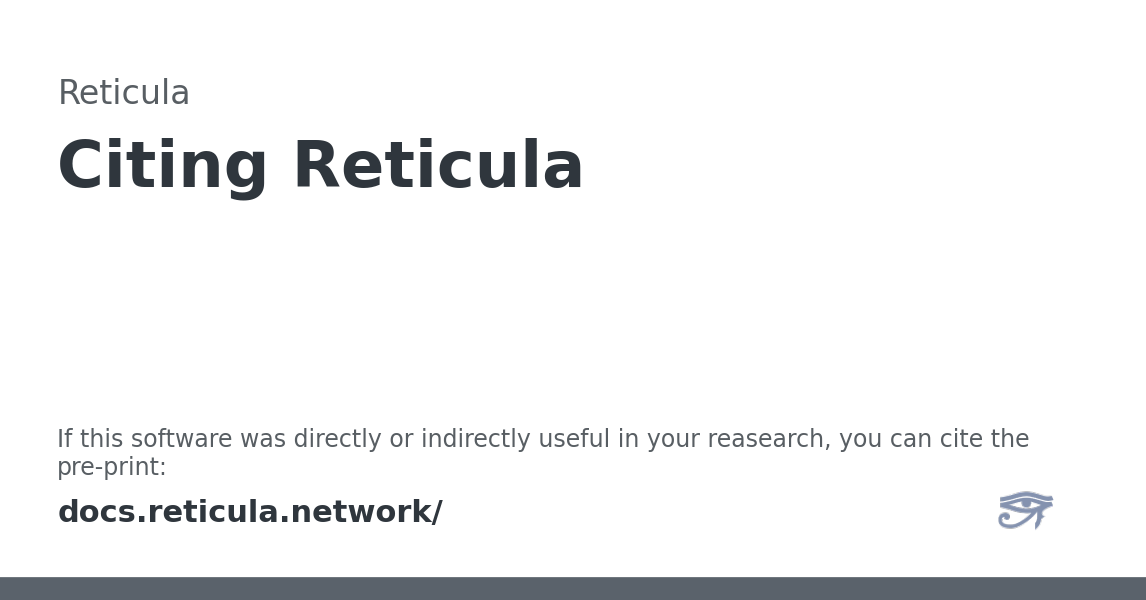 Reticula
Citing Reticula
If this software was directly or indirectly useful in your reasearch, you can cite the
pre-print:
docs.reticula.network/